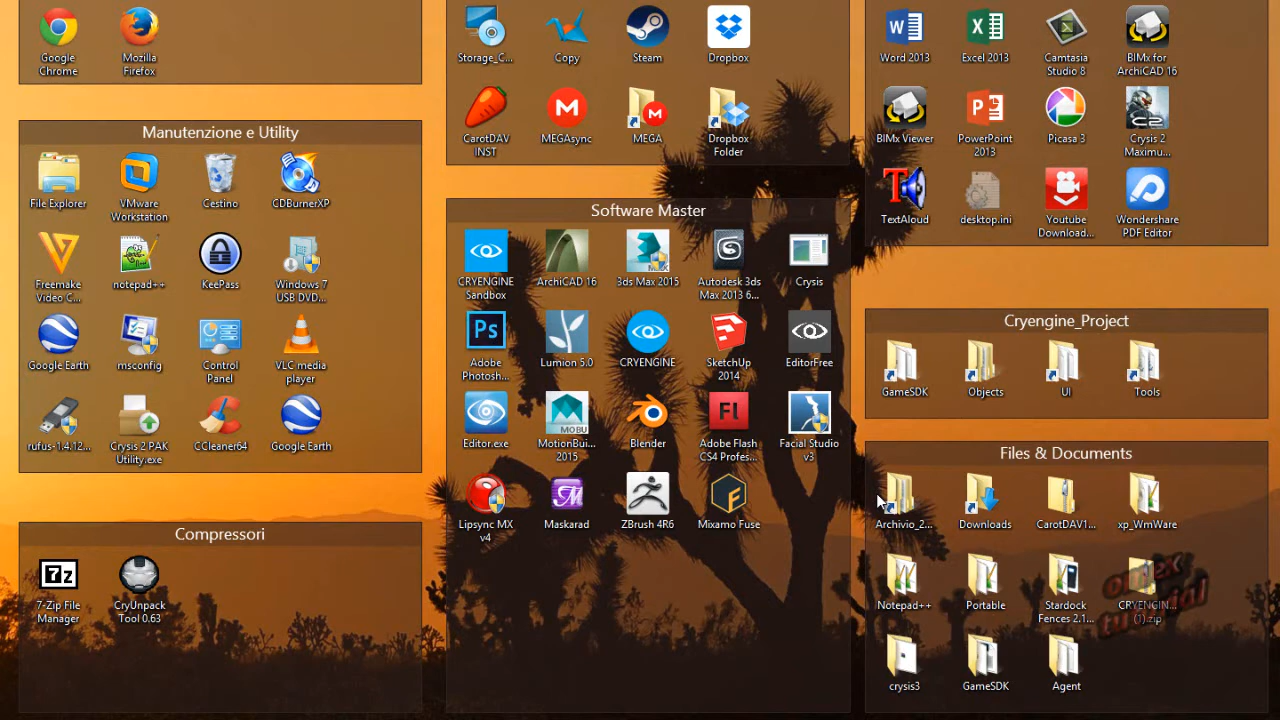 Google
Chrome
Mozilla
Firefox
Manutenzione e Utility
File Explorer
VMware
Workstation
Cestino
CDBurnerXP
Freemake
Video C...
notepad++
KeePass
Windows 7
USB DVD...
Google Earth
msconfig
Control
Panel
VLC media
player
rufus-1.4.12...
Crysis 2 PAK
Utility.exe
CCleaner64
Google Earth
Compressori
7z
7-Zip File
Manager
CryUnpack
Tool 0.63
Storage_C...
Copy
Steam
Dropbox
CarotDAV
INST
MEGAsync
MEGA
Dropbox
Folder
Software Master
CRYENGINE
Sandbox
ArchiCAD 16
3ds Max 2015
Autodesk 3ds
Max 2013 6...
Crysis
Ps
Adobe
Photosh...
Lumion 5.0
CRYENGINE
SketchUp
2014
EditorFree
Editor.exe
MOBU
MotionBui...
2015
Blender
Fl
Adobe Flash
CS4 Profes...
Facial Studio
v3
Lipsync MX
v4
Maskarad
ZBrush 4R6
Mixamo Fuse
Word 2013
Excel 2013
Camtasia
Studio 8
BIMx for
ArchiCAD 16
BIMx Viewer
PowerPoint
2013
Picasa 3
Crysis 2
Maximu...
TextAloud
desktop.ini
Youtube
Download...
Wondershare
PDF Editor
Cryengine_Project
GameSDK
Objects
UI
Tools
Files & Documents
Archivio_2...
Downloads
CarotDAV1...
xp_WmWare
Notepad++
Portable
Stardock
Fences 2.1...
CRYENGIN...
(1).zip
crysis3
GameSDK
Agent